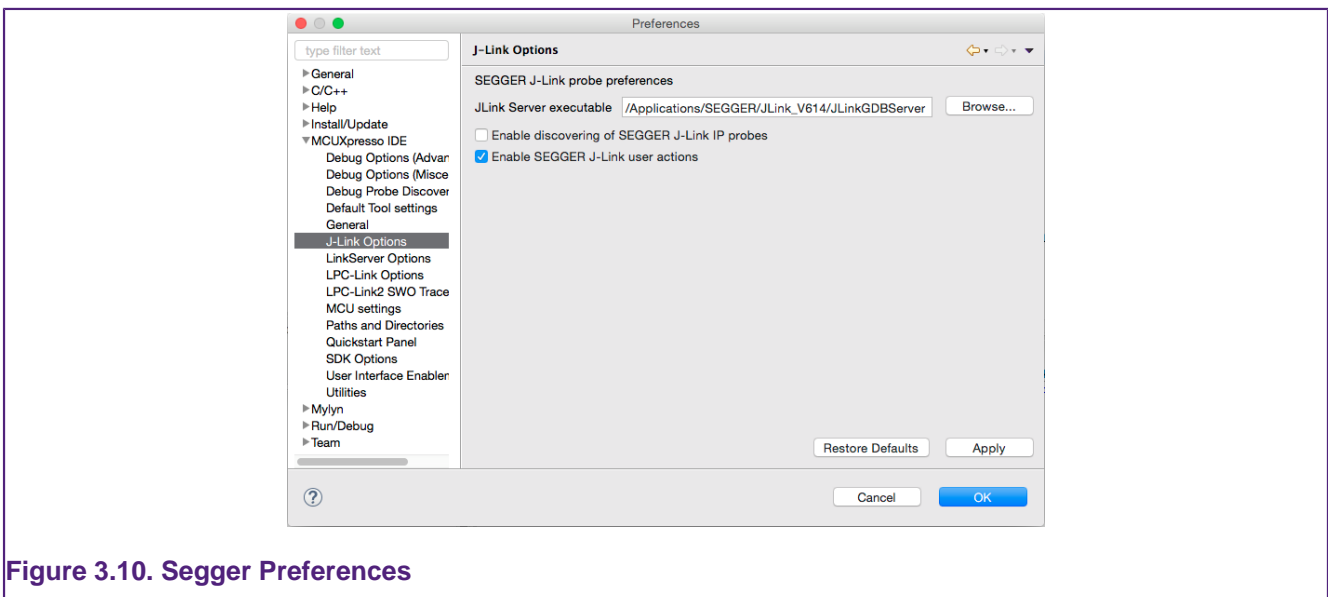 Preferences
type filter text
General
C/C++
Help
Install/Update
MCUXpresso IDE
Debug Options (Advan
Debug Options (Misce
Debug Probe Discover
Default Tool settings
General
J-Link Options
LinkServer Options
LPC-Link Options
LPC-Link2 SWO Trace
MCU settings
Paths and Directories
Quickstart Panel
SDK Options
User Interface Enablen
Utilities
Mylyn
Run/Debug
Team
J-Link Options
SEGGER J-Link probe preferences
JLink Server executable /Applications/SEGGER/JLink_V614/JLinkGDBServer Browse...
Enable discovering of SEGGER J-Link IP probes
Enable SEGGER J-Link user actions
Restore Defaults Apply
? Cancel OK
Figure 3.10. Segger Preferences